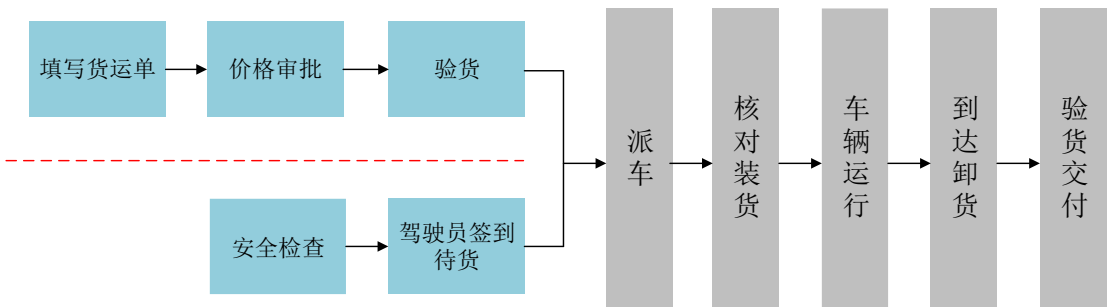 填写货运单
价格审批
验货
安全检查
驾驶员签到
待货
派车
核对装货
车辆运行
到达卸货
验货交付